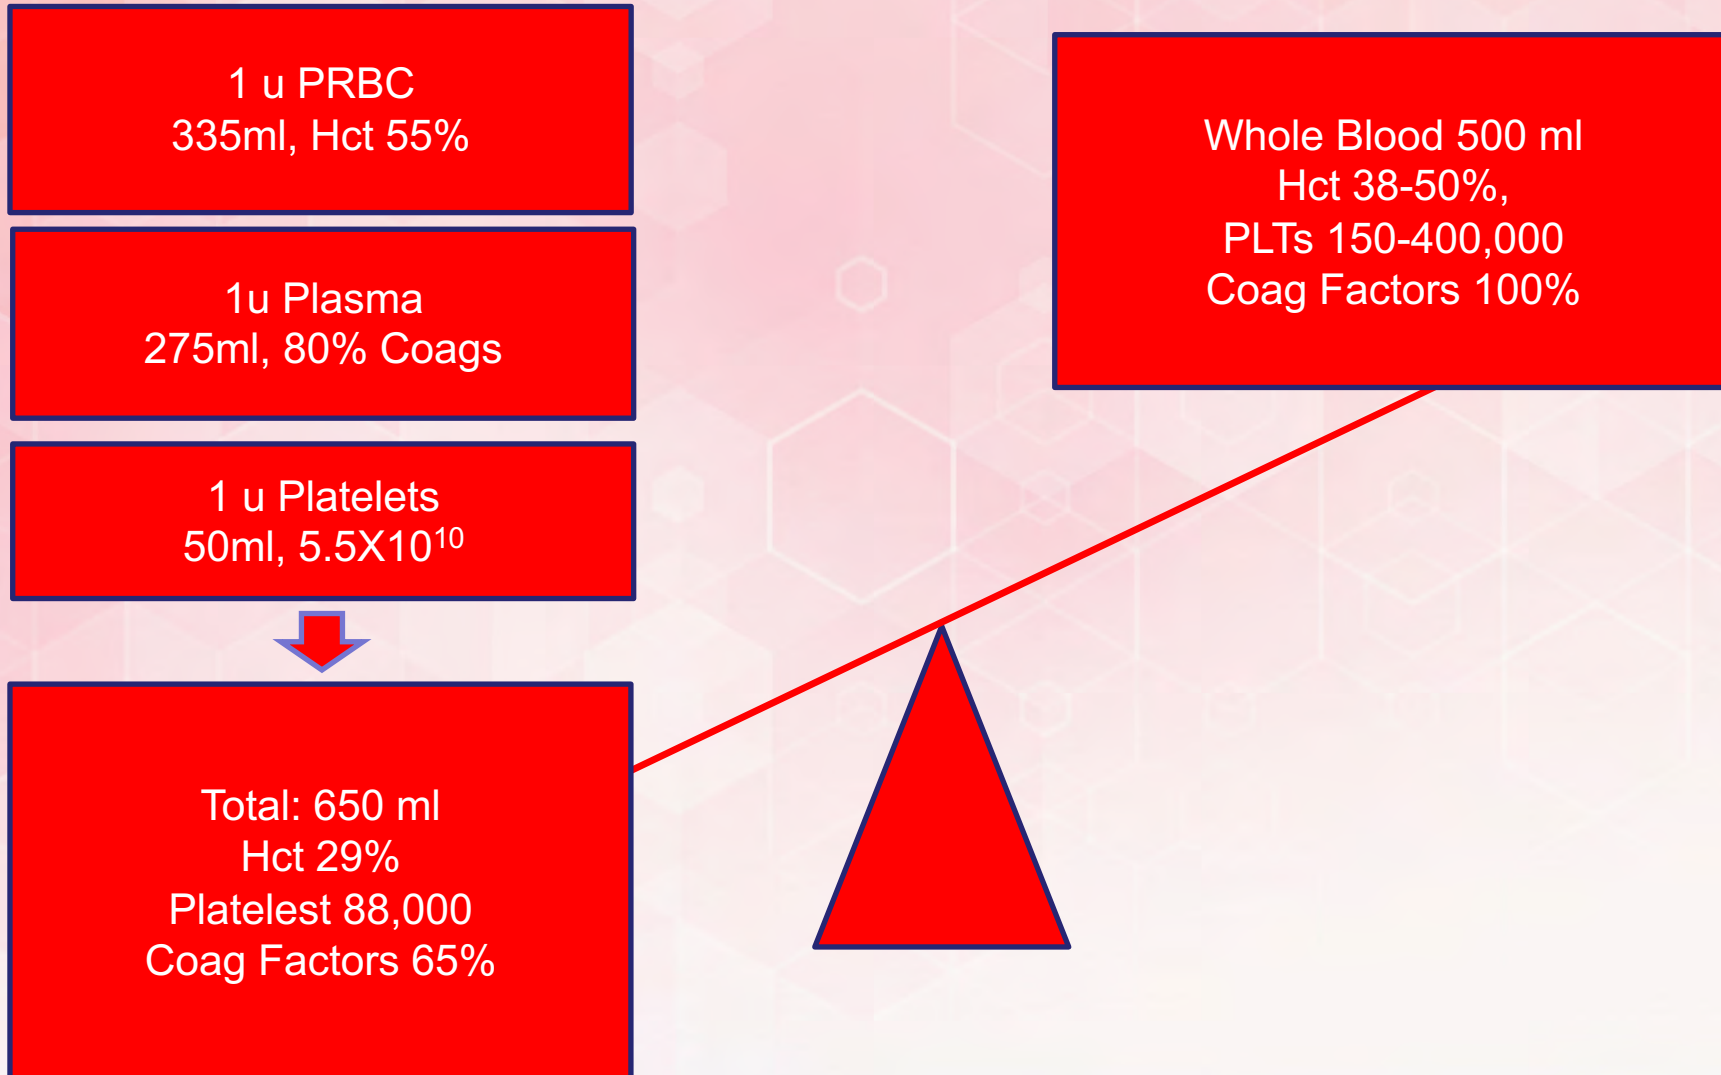 1 u PRBC
335ml, Hct 55%
1u Plasma
275ml, 80% Coags
1 u Platelets
50ml, 5.5X10¹⁰
Total: 650 ml
Hct 29%
Platelest 88,000
Coag Factors 65%
Whole Blood 500 ml
Hct 38-50%,
PLTs 150-400,000
Coag Factors 100%